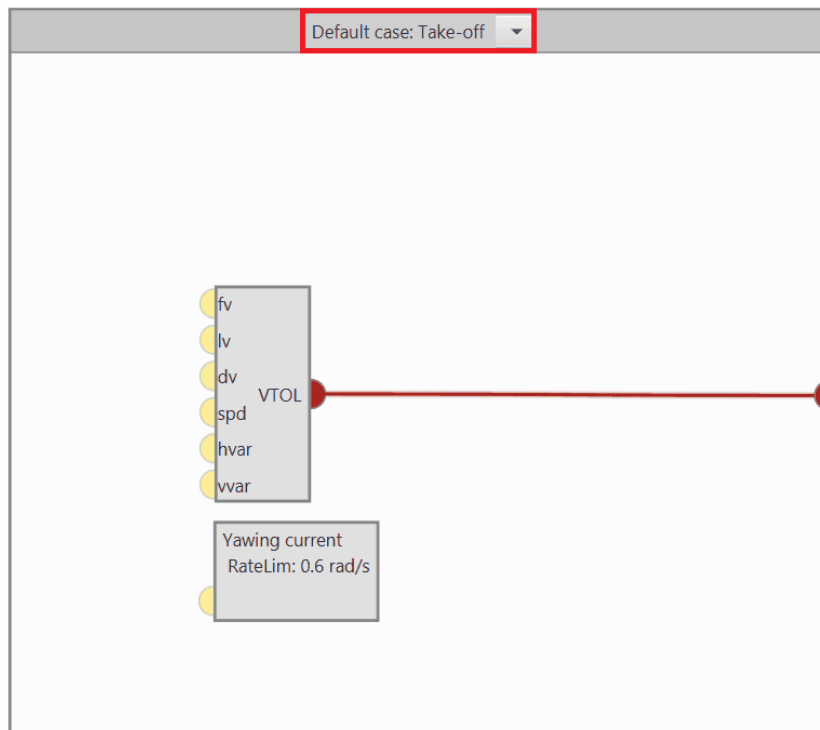 Default case: Take-off
fv
lv
dv
VTOL
spd
hvar
vvar
Yawing current
RateLim: 0.6 rad/s